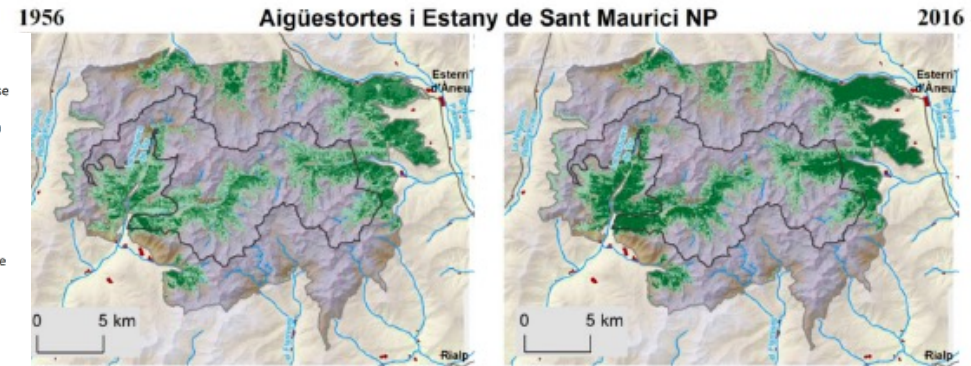 1956 Aigüestortes i Estany de Sant Maurici NP 2016
se
e
Esterri
d'Àneu
0 5 km
Rialp
Esterri
d'Àneu
0 5 km
Rialp